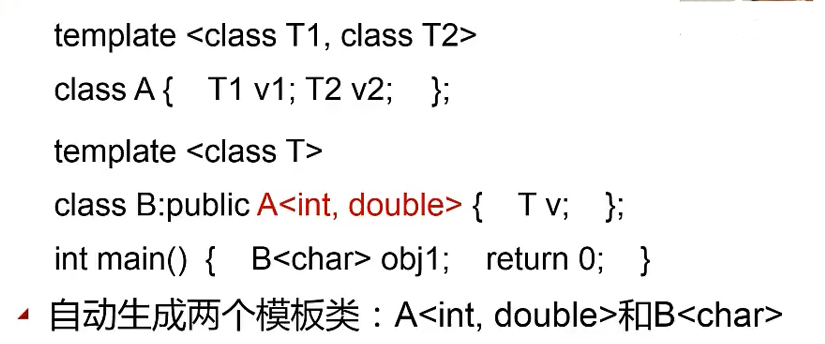 template <class T1, class T2>
class A {  T1 v1; T2 v2;  };
template <class T>
class B:public A<int, double> {  T v;  };
int main()  {  B<char> obj1;  return 0;  }
自动生成两个模板类：A<int, double>和B<char>